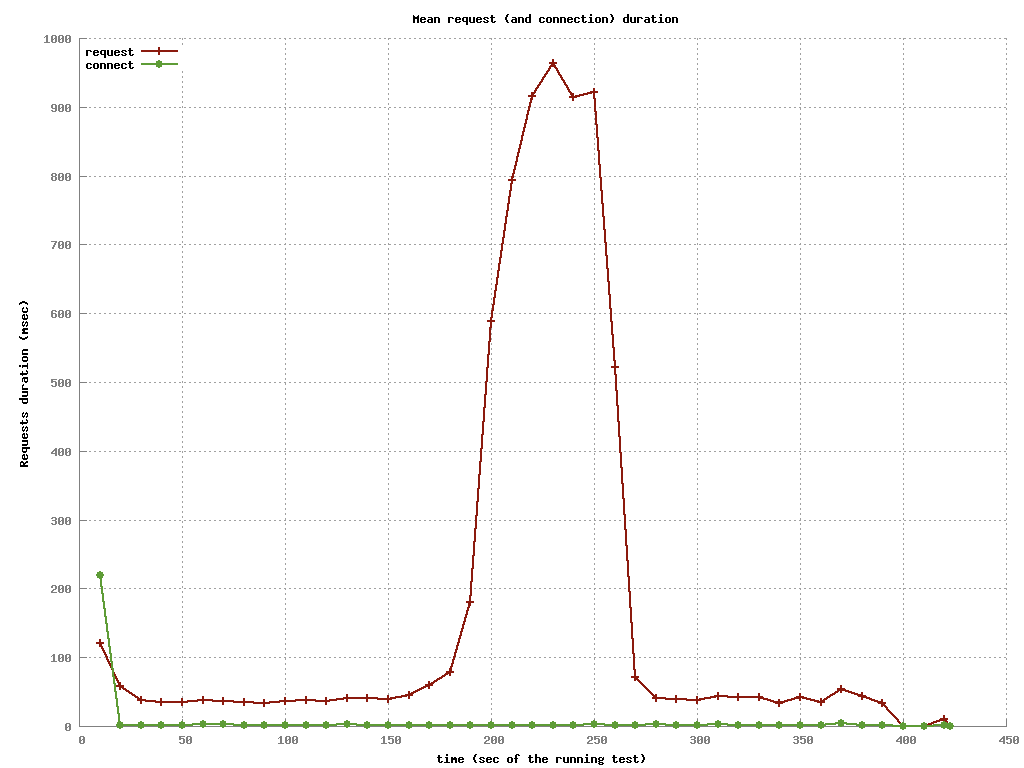 Mean request (and connection) duration
1000
900
800
700
600
500
400
300
200
100
0
request
connect
Requests duration (msec)
0 50 100 150 200 250 300 350 400 450
time (sec of the running test)